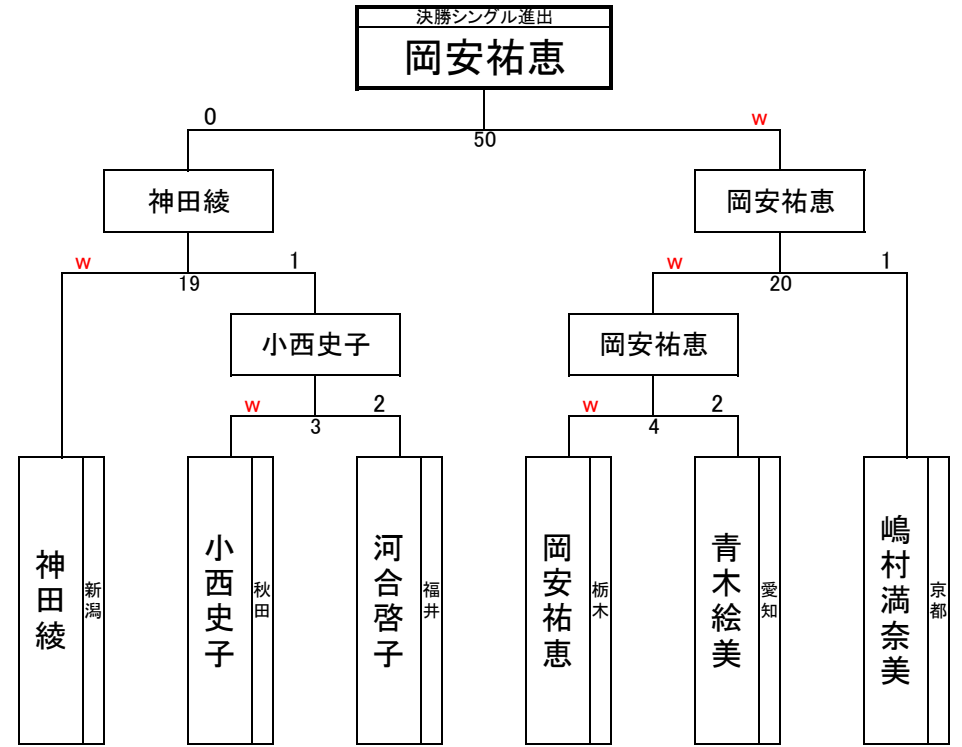 決勝シングル進出
岡安祐恵
0
w
50
神田綾
岡安祐恵
w
1
w
1
19
20
小西史子
岡安祐恵
w
2
w
2
3
4
神田綾
新潟
小西史子
秋田
河合啓子
福井
岡安祐恵
栃木
青木絵美
愛知
嶋村満奈美
京都